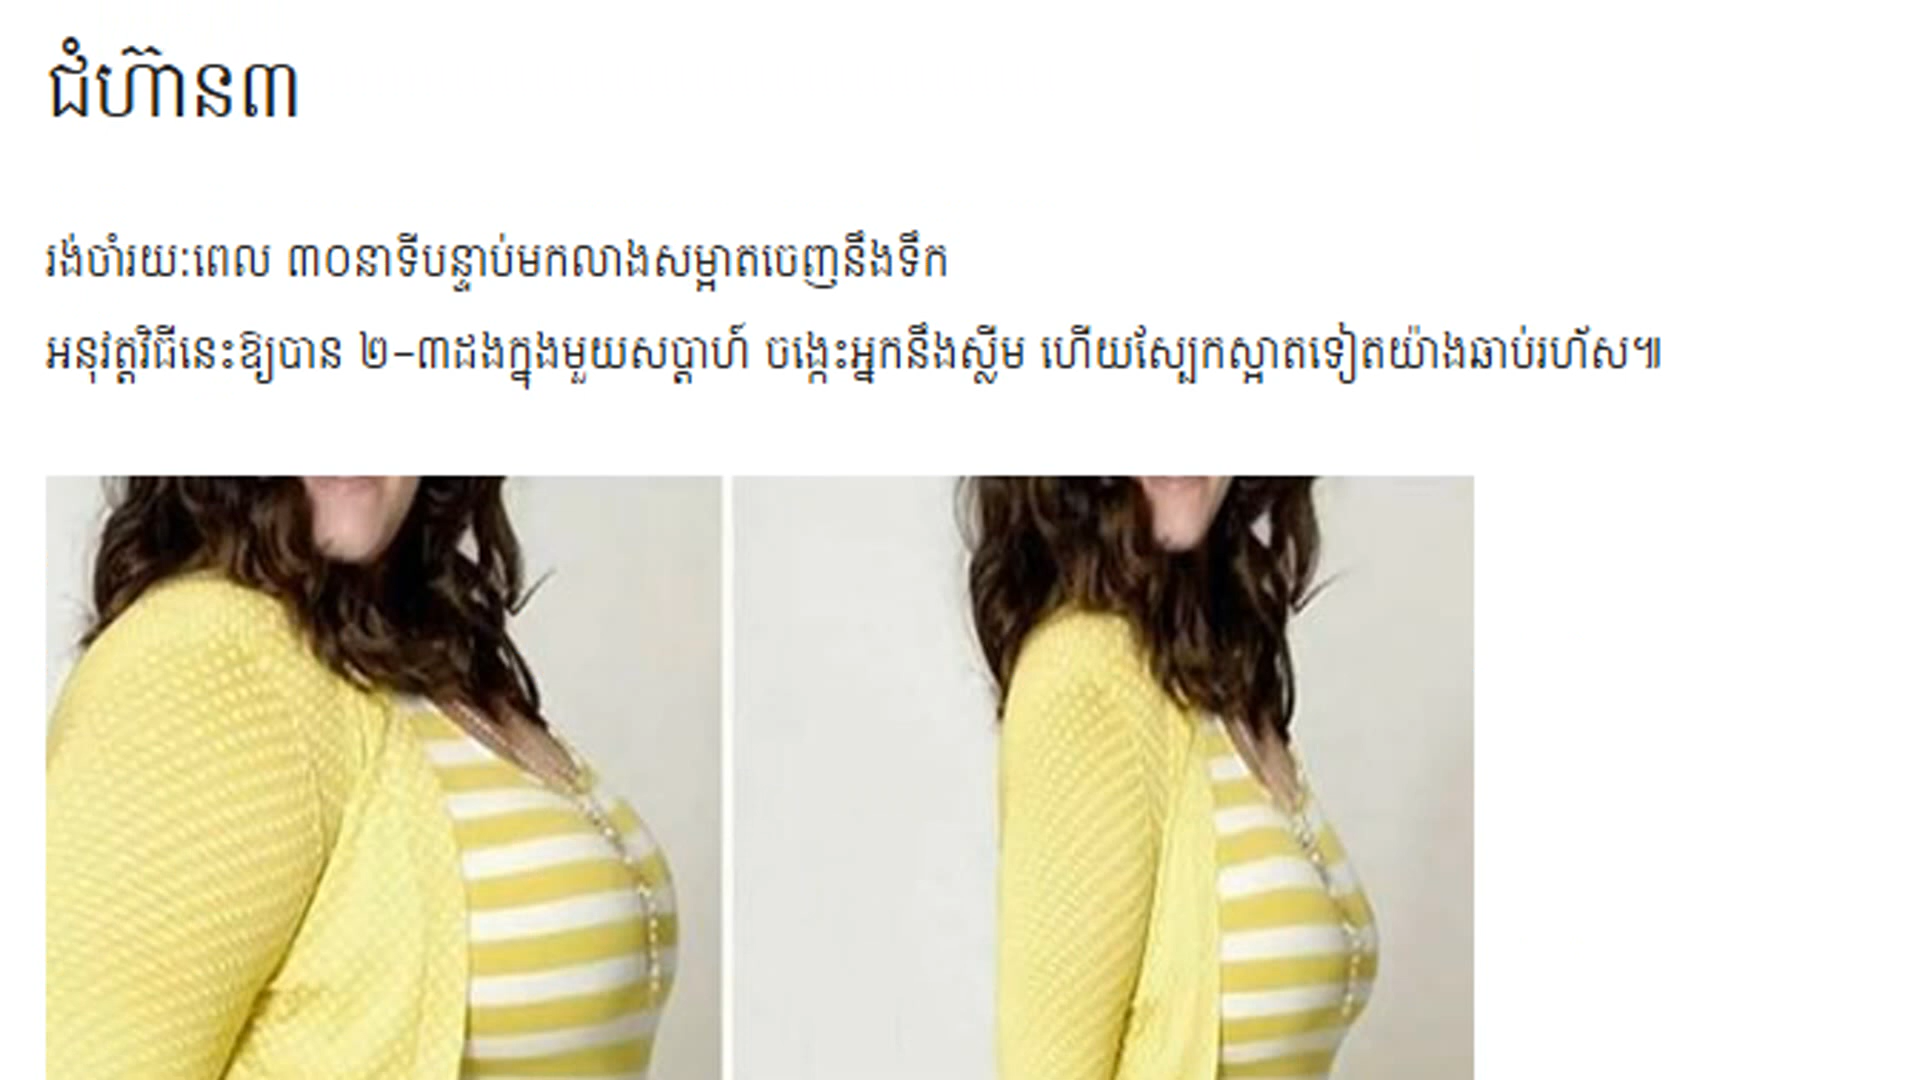 ជំហ៊ាន៣
រង់ចាំរយៈពេល ៣០នាទីបន្ទាប់មកលាងសម្អាតចេញនឹងទឹក
អនុវត្តវិធីនេះឱ្យបាន ២–៣ដងក្នុងមួយសប្តាហ៍ ចង្កេះអ្នកនឹងស្លីម ហើយស្បែកស្អាតទៀតយ៉ាងឆាប់រហ័ស៕